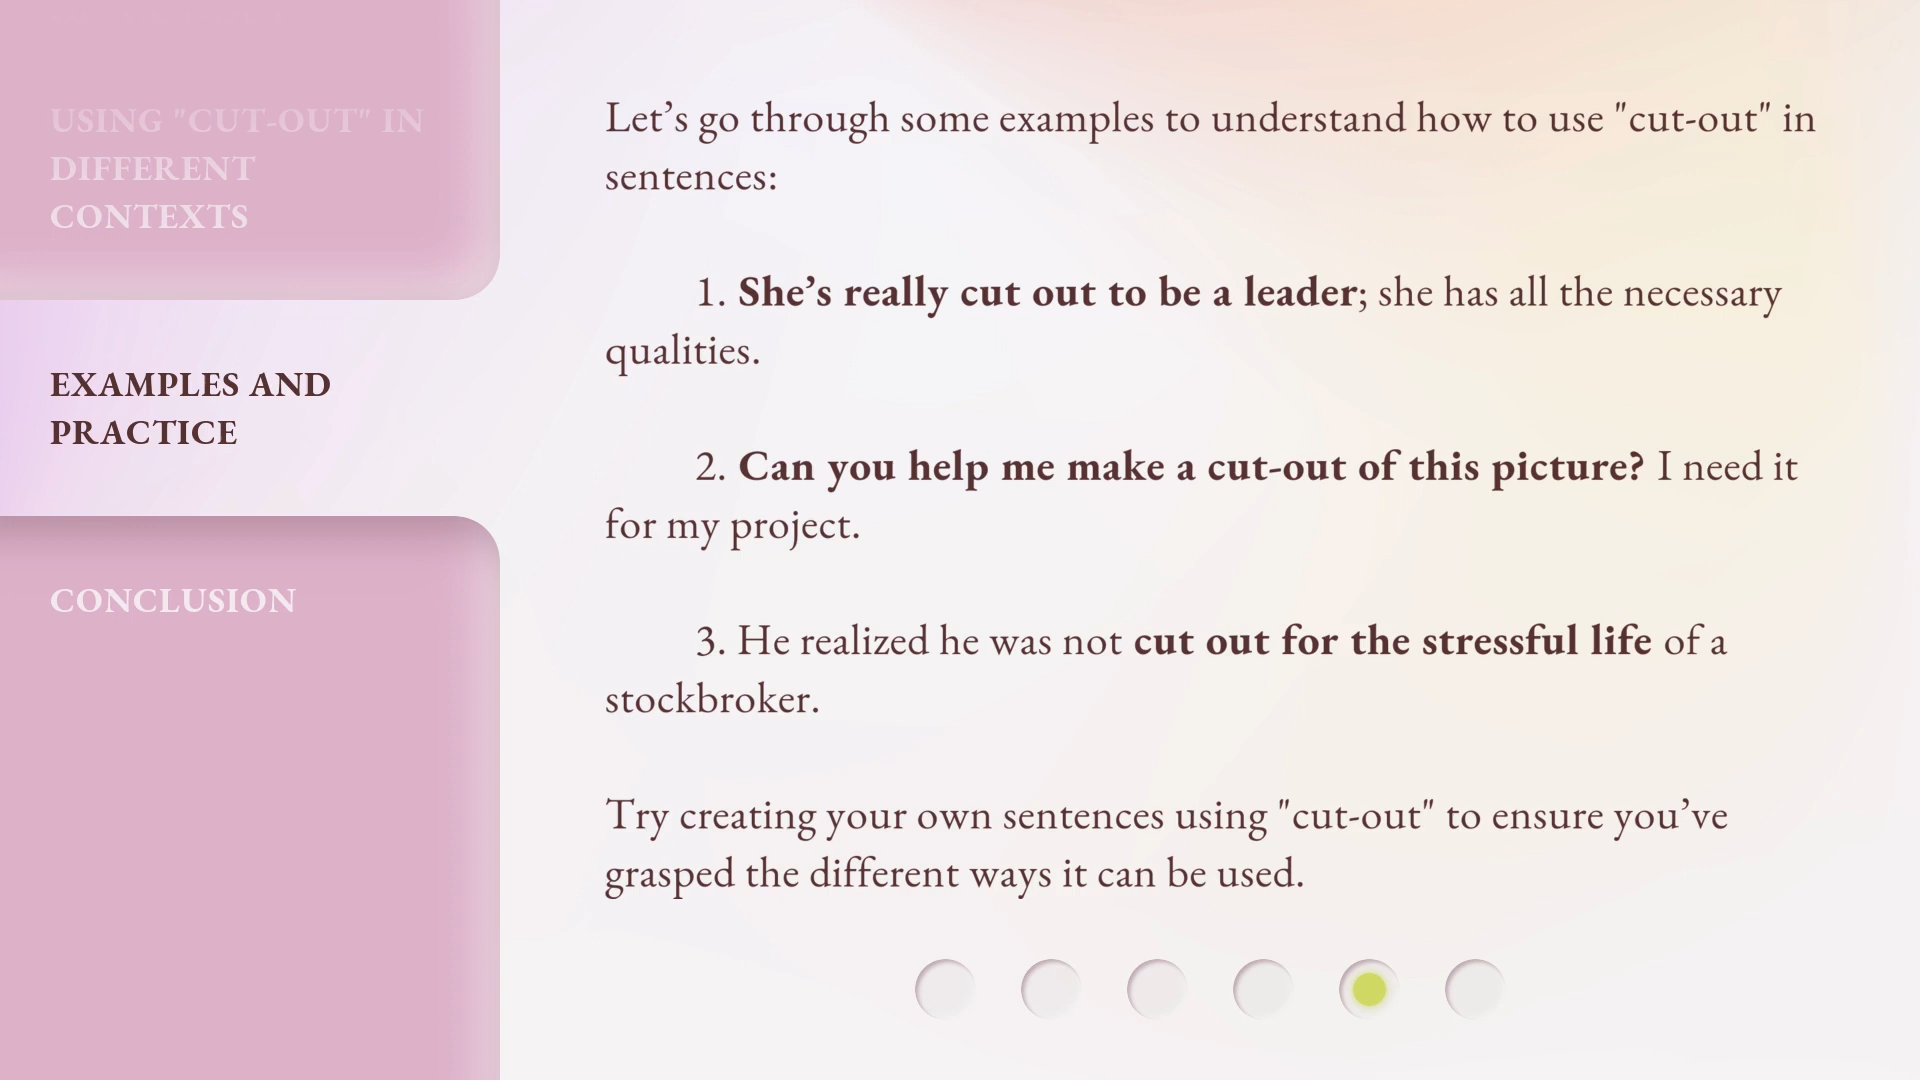 USING "CUT-OUT" IN
DIFFERENT
CONTEXTS
EXAMPLES AND
PRACTICE
CONCLUSION
Let’s go through some examples to understand how to use "cut-out" in
sentences:
1. She’s really cut out to be a leader; she has all the necessary
qualities.
2. Can you help me make a cut-out of this picture? I need it
for my project.
3. He realized he was not cut out for the stressful life of a
stockbroker.
Try creating your own sentences using "cut-out" to ensure you’ve
grasped the different ways it can be used.